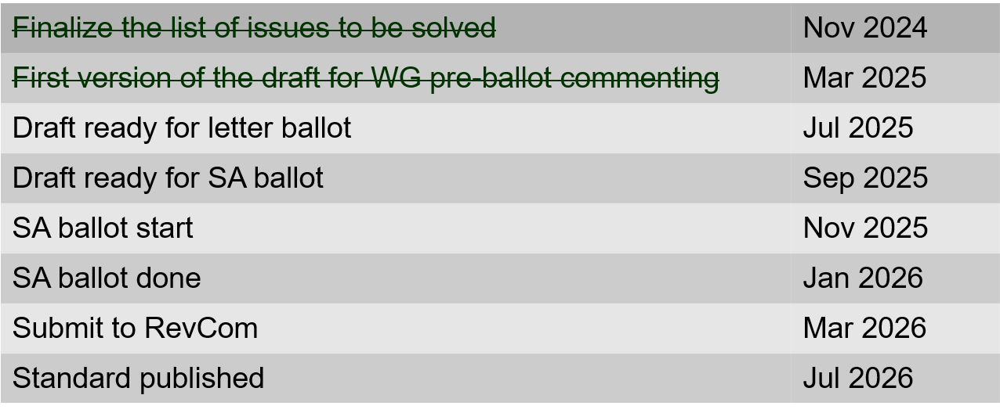 Finalize the list of issues to be solved Nov 2024
First version of the draft for WG pre-ballot commenting Mar 2025
Draft ready for letter ballot Jul 2025
Draft ready for SA ballot Sep 2025
SA ballot start Nov 2025
SA ballot done Jan 2026
Submit to RevCom Mar 2026
Standard published Jul 2026